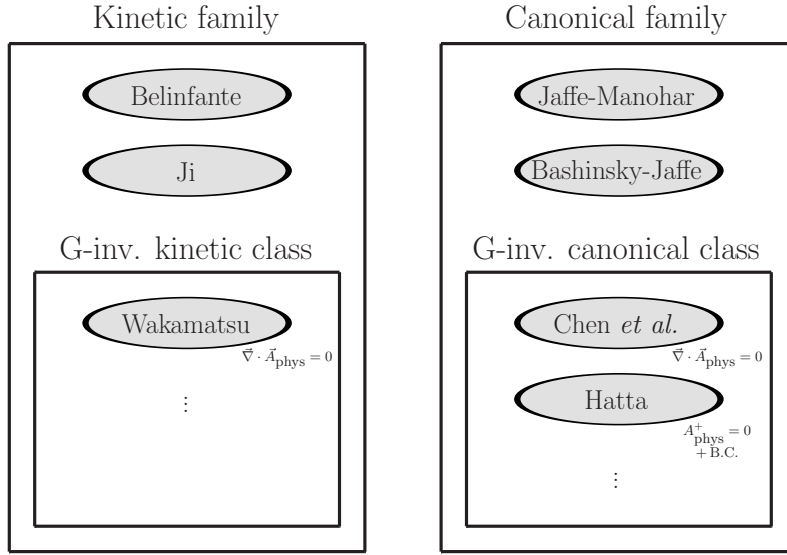 Kinetic family
Belinfante
Ji
G-inv. kinetic class
Wakamatsu
∇⃗ · A⃗phys = 0
⋮
Canonical family
Jaffe-Manohar
Bashinsky-Jaffe
G-inv. canonical class
Chen et al.
∇⃗ · A⃗phys = 0
Hatta
A⁺phys = 0
+ B.C.
⋮